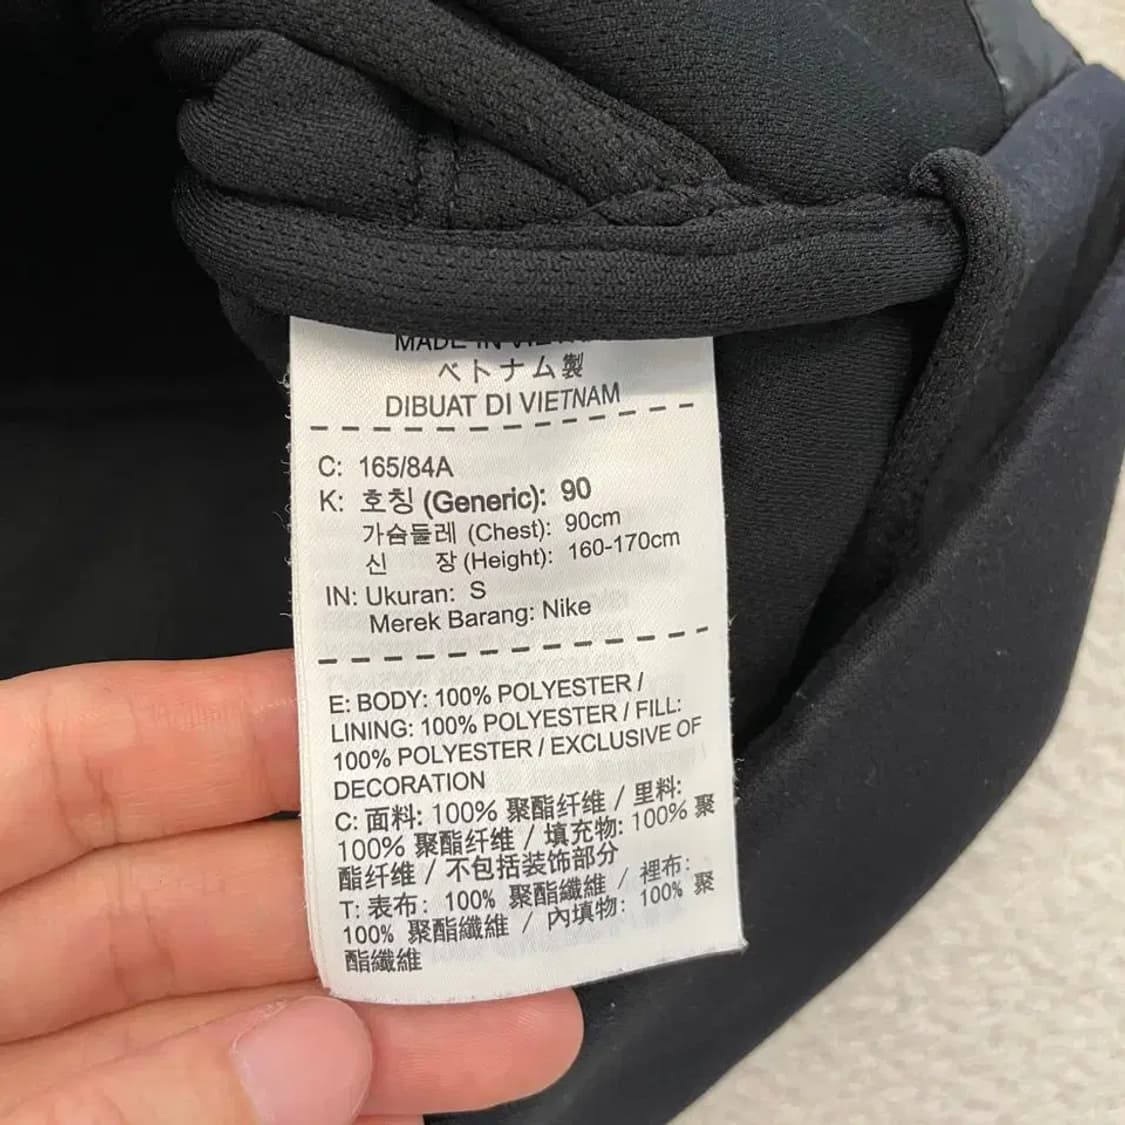 MADE IN VIETNAM
ベトナム製
DIBUAT DI VIETNAM
C: 165/84A
K: 호칭 (Generic): 90
가슴둘레 (Chest): 90cm
신 장 (Height): 160-170cm
IN: Ukuran: S
Merek Barang: Nike
E: BODY: 100% POLYESTER /
LINING: 100% POLYESTER / FILL:
100% POLYESTER / EXCLUSIVE OF
DECORATION
C: 面料: 100% 聚酯纤维 / 里料:
100% 聚酯纤维 / 填充物: 100% 聚
酯纤维 / 不包括装饰部分
T: 表布: 100% 聚酯纖維 / 裡布:
100% 聚酯纖維 / 內填物: 100% 聚
酯纖維